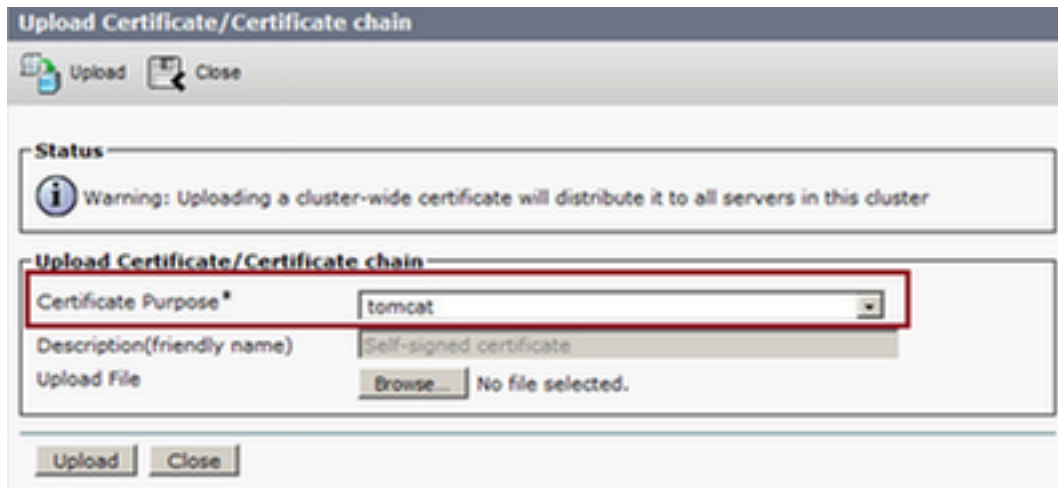 Upload Certificate/Certificate chain
Upload Close
Status
Warning: Uploading a cluster-wide certificate will distribute it to all servers in this cluster
Upload Certificate/Certificate chain
Certificate Purpose* tomcat
Description(friendly name) Self-signed certificate
Upload File Browse... No file selected.
Upload Close